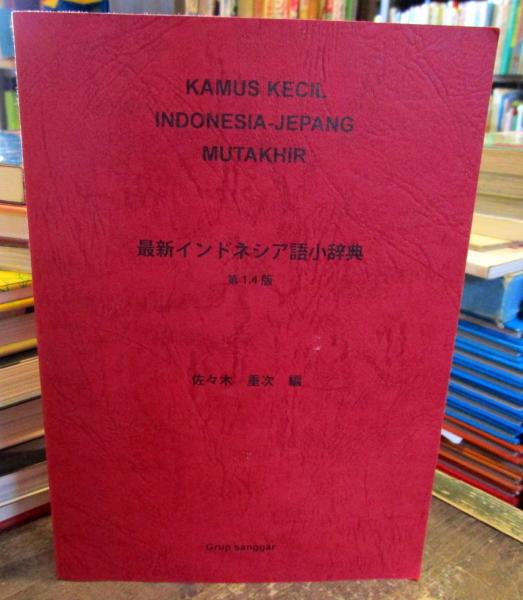 KAMUS KECIL
INDONESIA-JEPANG
MUTAKHIR
最新インドネシア語小辞典
第 1.4 版
佐々木 重次 編
Grup sanggar